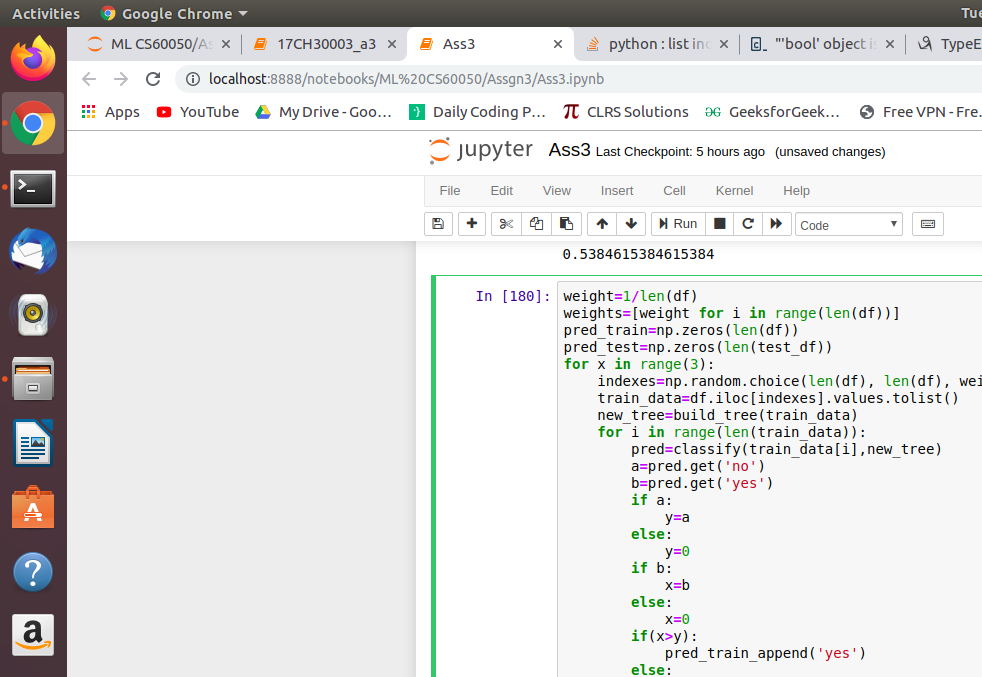 Activities Google Chrome Tue
ML CS60050/As 17CH30003_a3 Ass3 python : list ind "'bool' object is TypeE
localhost:8888/notebooks/ML%20CS60050/Assgn3/Ass3.ipynb
Apps YouTube My Drive - Goo... Daily Coding P... CLRS Solutions GeeksforGeek... Free VPN - Fre.
jupyter Ass3 Last Checkpoint: 5 hours ago (unsaved changes)
File Edit View Insert Cell Kernel Help
Run Code
0.5384615384615384
In [180]: weight=1/len(df)
weights=[weight for i in range(len(df))]
pred_train=np.zeros(len(df))
pred_test=np.zeros(len(test_df))
for x in range(3):
indexes=np.random.choice(len(df), len(df), wei
train_data=df.iloc[indexes].values.tolist()
new_tree=build_tree(train_data)
for i in range(len(train_data)):
pred=classify(train_data[i],new_tree)
a=pred.get('no')
b=pred.get('yes')
if a:
y=a
else:
y=0
if b:
x=b
else:
x=0
if(x>y):
pred_train_append('yes')
else: